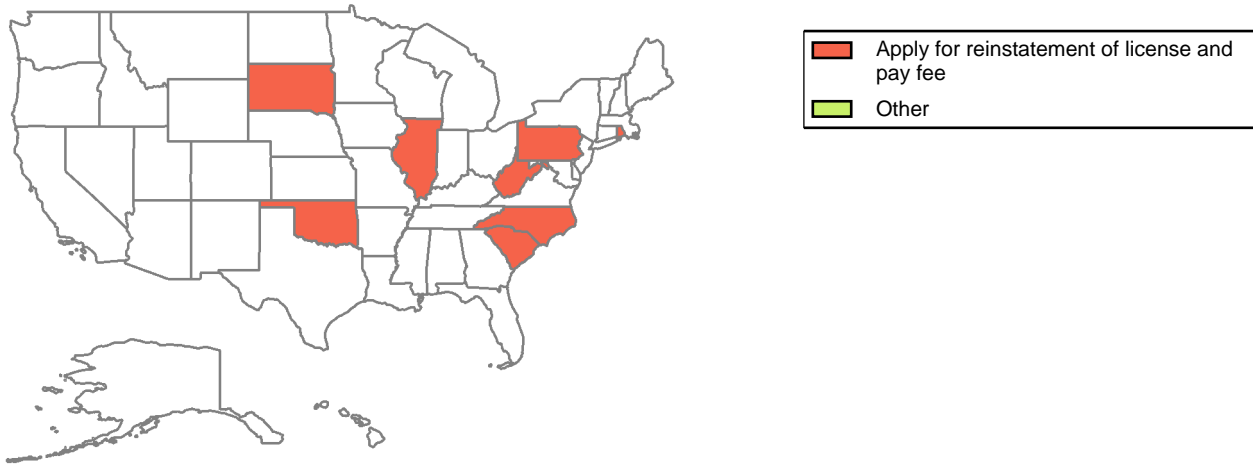 Apply for reinstatement of license and
pay fee
Other